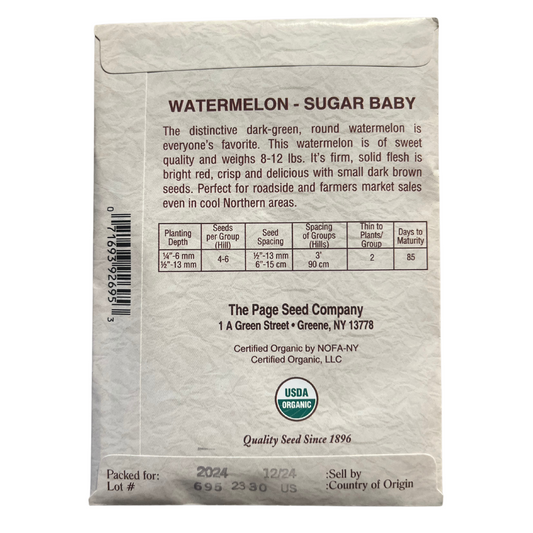 WATERMELON - SUGAR BABY
The distinctive dark-green, round watermelon is
everyone's favorite. This watermelon is of sweet
quality and weighs 8-12 lbs. It's firm, solid flesh is
bright red, crisp and delicious with small dark brown
seeds. Perfect for roadside and farmers market sales
even in cool Northern areas.
Planting Depth Seeds per Group (Hill) Seed Spacing Spacing of Groups (Hills) Thin to Plants/ Group Days to Maturity
¼"-6 mm ½"-13 mm 4-6 ½"-13 mm 6"-15 cm 3' 90 cm 2 85
0 71693 92695 3
The Page Seed Company
1 A Green Street • Greene, NY 13778
Certified Organic by NOFA-NY
Certified Organic, LLC
USDA
ORGANIC
Quality Seed Since 1896
Packed for: 2024 12/24 :Sell by
Lot # 695 2330 US :Country of Origin